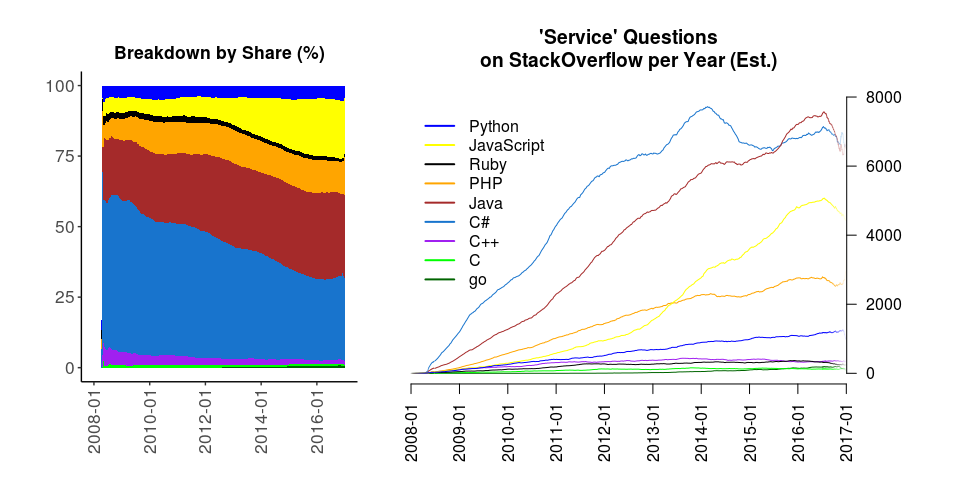 Breakdown by Share (%)
100
75
50
25
0
2008-01
2010-01
2012-01
2014-01
2016-01
'Service' Questions
on StackOverflow per Year (Est.)
Python
JavaScript
Ruby
PHP
Java
C#
C++
C
go
8000
6000
4000
2000
0
2008-01
2009-01
2010-01
2011-01
2012-01
2013-01
2014-01
2015-01
2016-01
2017-01